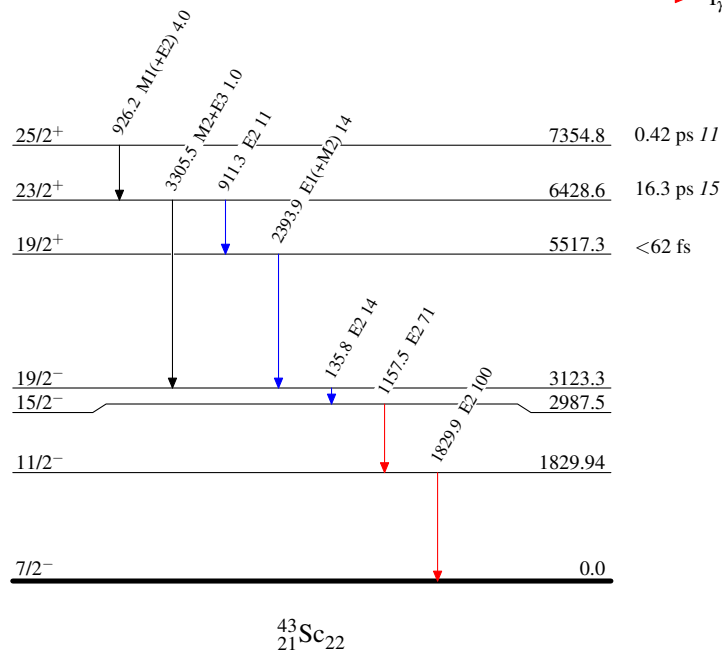 I_γ
926.2 M1(+E2) 4.0
3305.5 M2+E3 1.0
911.3 E2 11
2393.9 E1(+M2) 14
25/2⁺ 7354.8 0.42 ps 11
23/2⁺ 6428.6 16.3 ps 15
19/2⁺ 5517.3 <62 fs
135.8 E2 14
1157.5 E2 71
1829.9 E2 100
19/2⁻ 3123.3
15/2⁻ 2987.5
11/2⁻ 1829.94
7/2⁻ 0.0
⁴³₂₁Sc₂₂